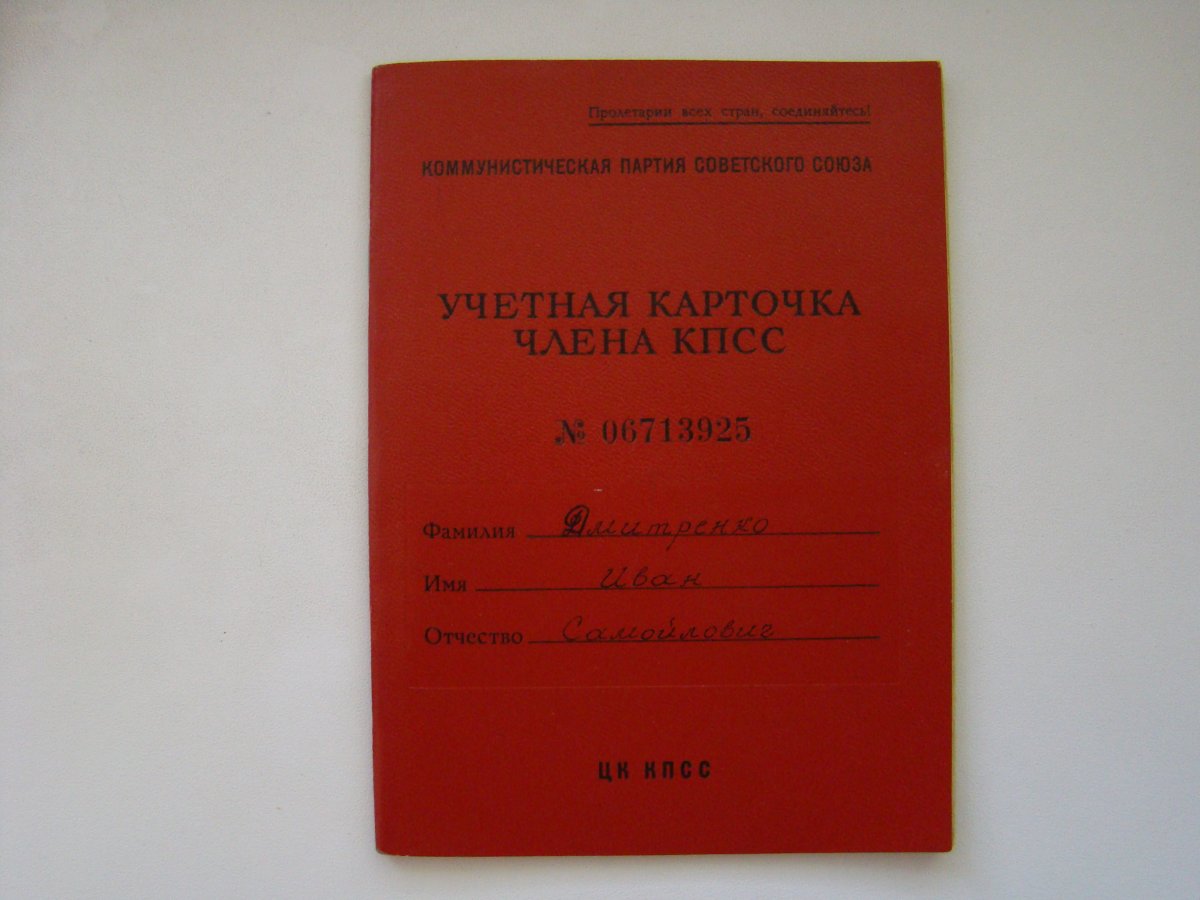 Пролетарии всех стран, соединяйтесь!
КОММУНИСТИЧЕСКАЯ ПАРТИЯ СОВЕТСКОГО СОЮЗА
УЧЕТНАЯ КАРТОЧКА
ЧЛЕНА КПСС
№ 06713925
Фамилия Дмитренко
Имя Иван
Отчество Самойлович
ЦК КПСС